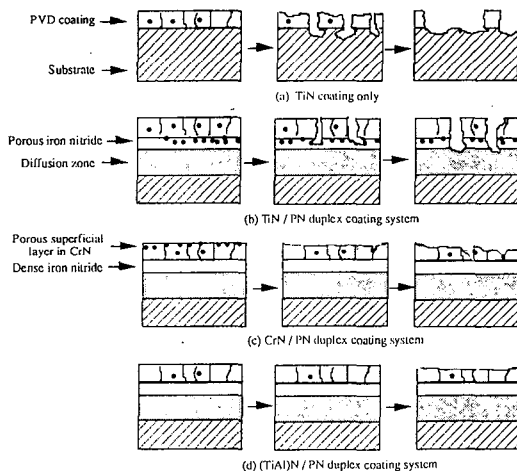 PVD coating
Substrate
(a) TiN coating only
Porous iron nitride
Diffusion zone
(b) TiN / PN duplex coating system
Porous superficial
layer in CrN
Dense iron nitride
(c) CrN / PN duplex coating system
(d) (TiAl)N / PN duplex coating system